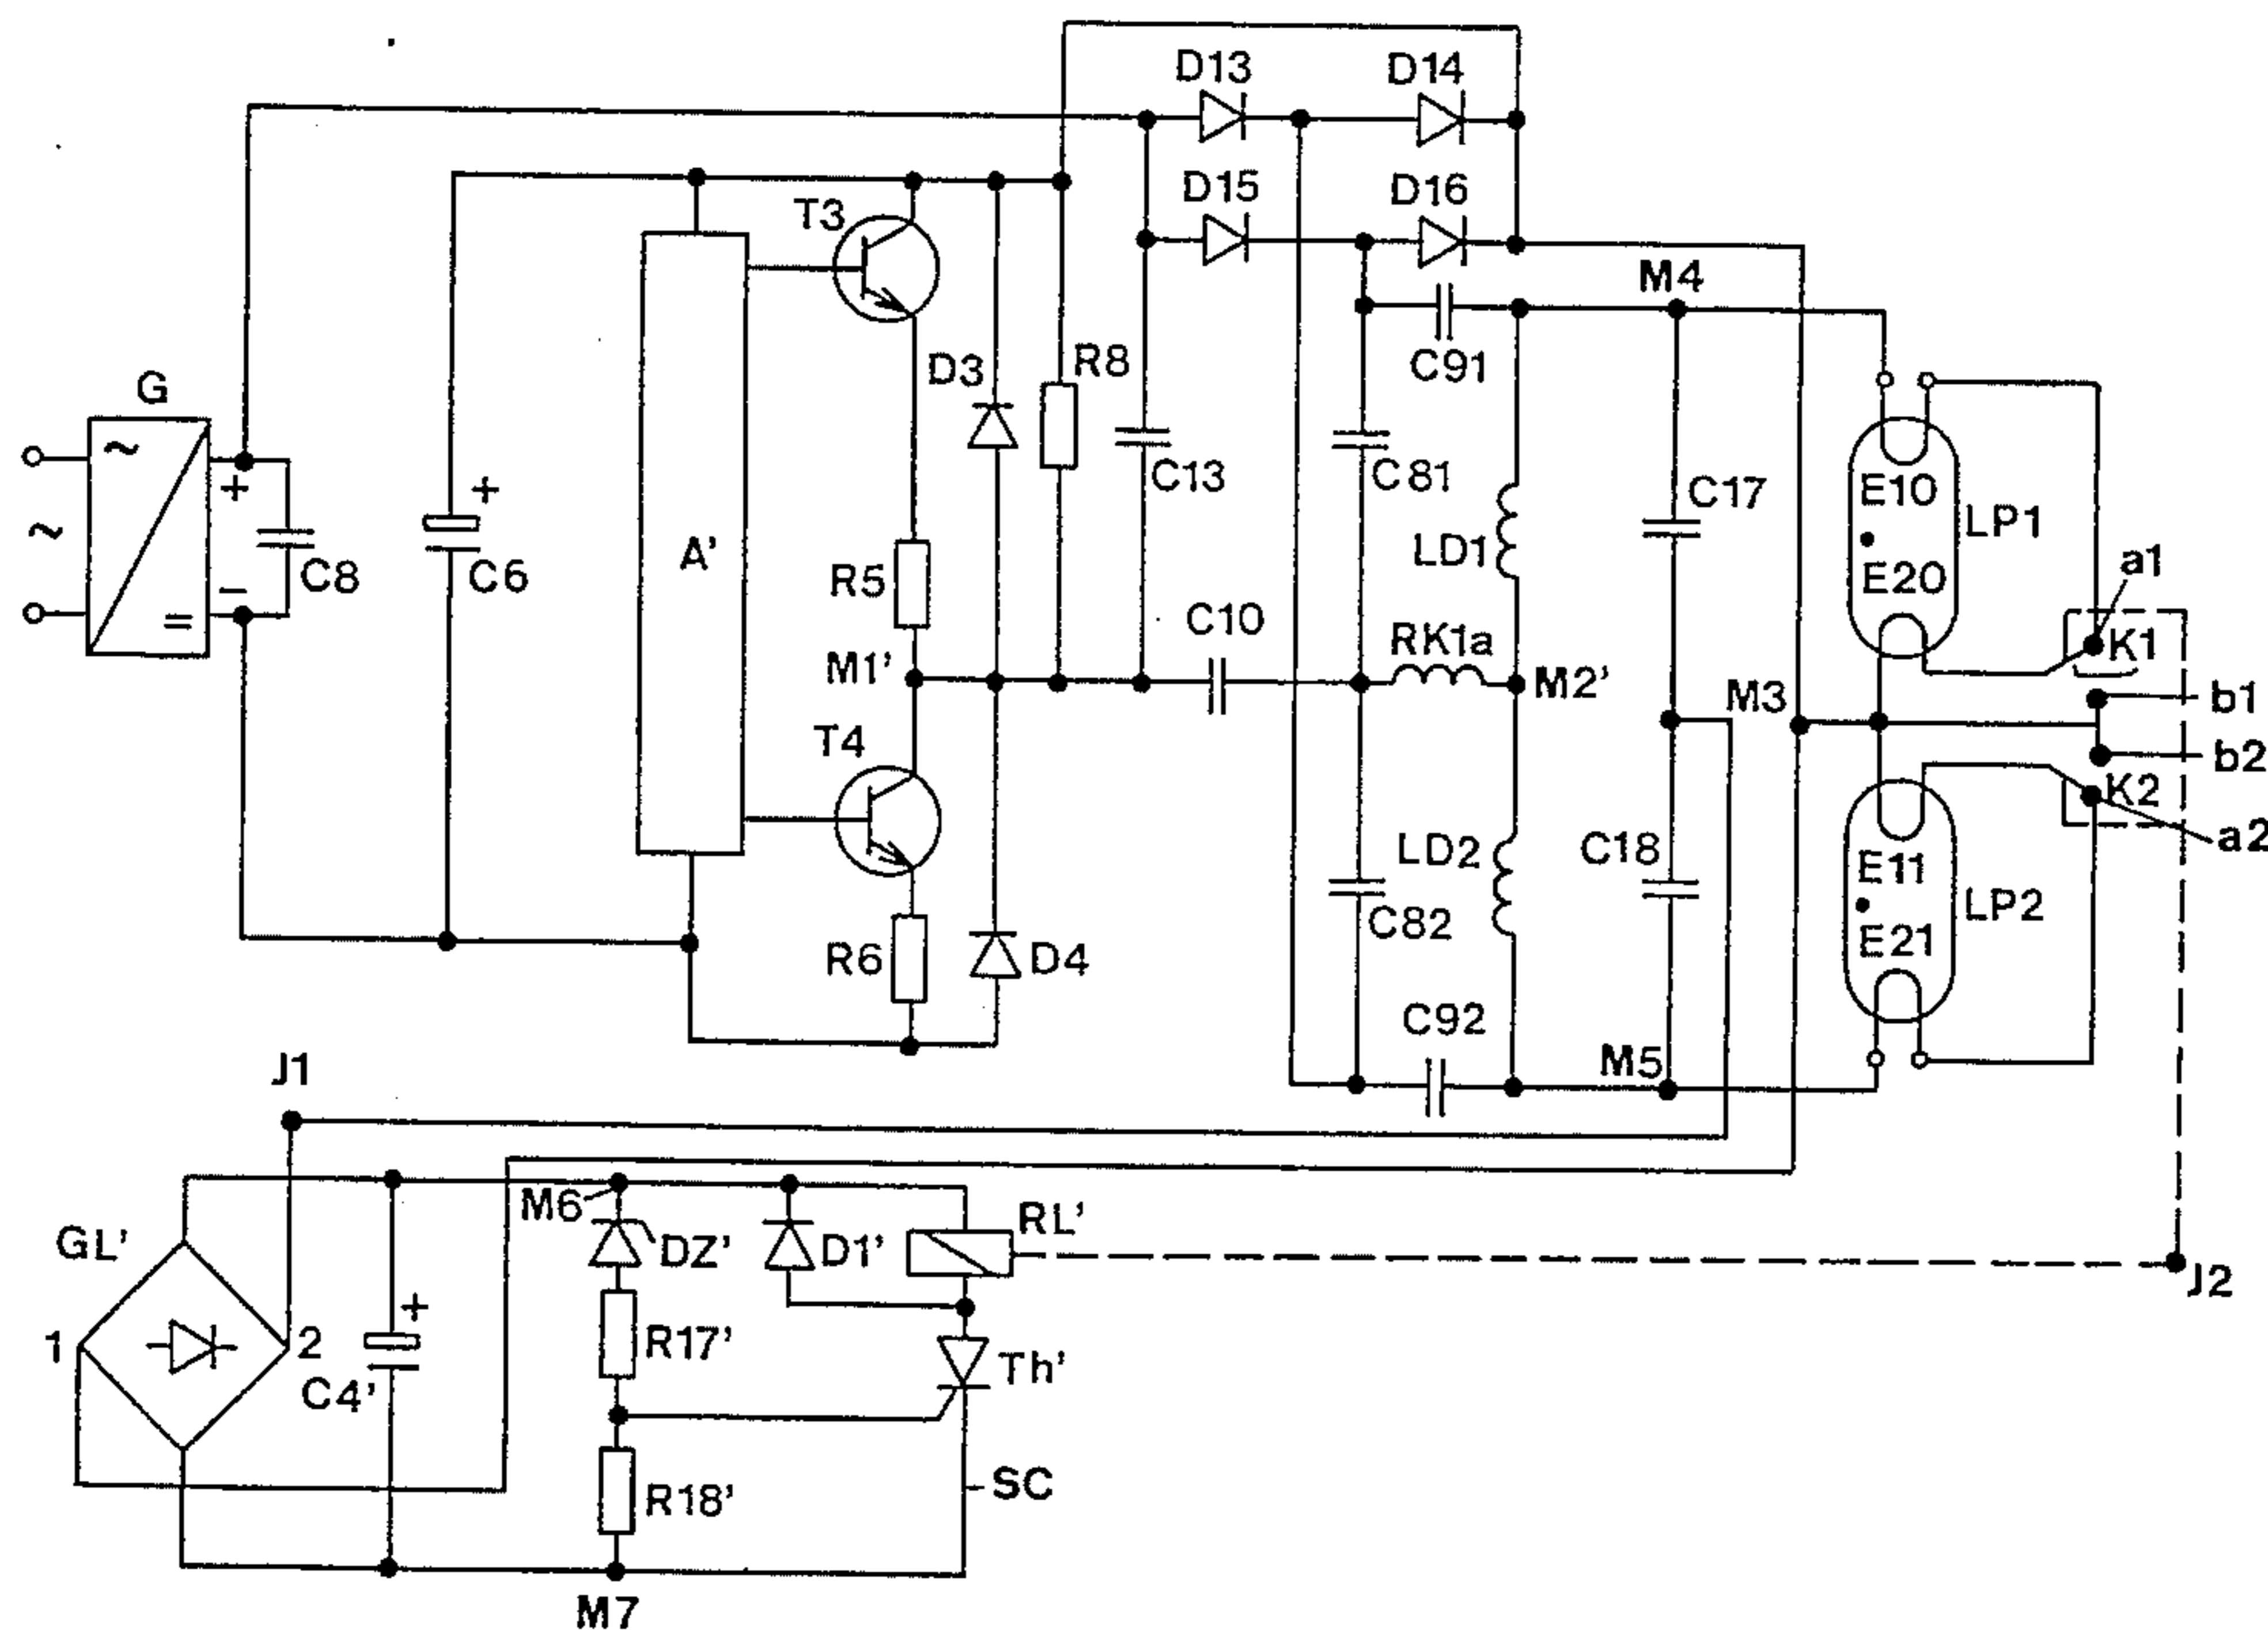 D13
D14
D15
D16
T3
M4
D3
R8
C91
G
~
~
+
+
C13
C81
C17
E10
LP1
LD1
A'
E20
a1
R5
C8
C6
–
=
C10
RK1a
K1
M1'
M2'
M3
b1
T4
b2
K2
LD2
C18
a2
E11
C82
LP2
R6
D4
E21
C92
M5
J1
M6
RL'
GL'
DZ'
D1'
J2
+
1
2
R17'
C4'
Th'
SC
R18'
M7